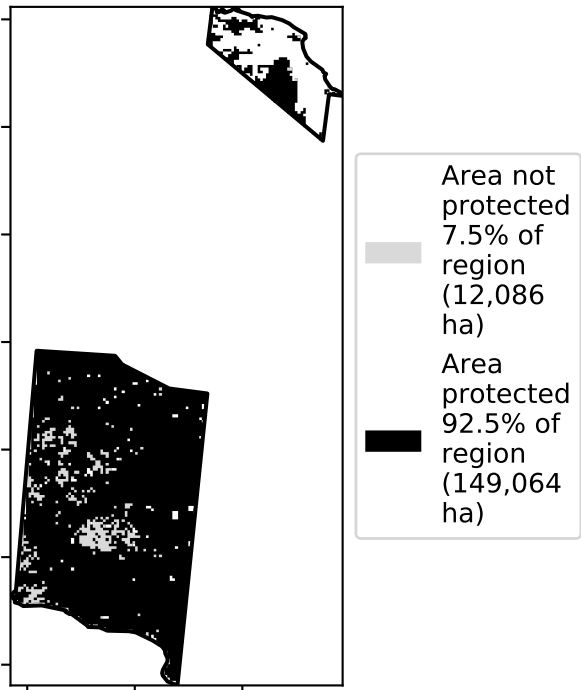 Area not
protected
7.5% of
region
(12,086
ha)
Area
protected
92.5% of
region
(149,064
ha)